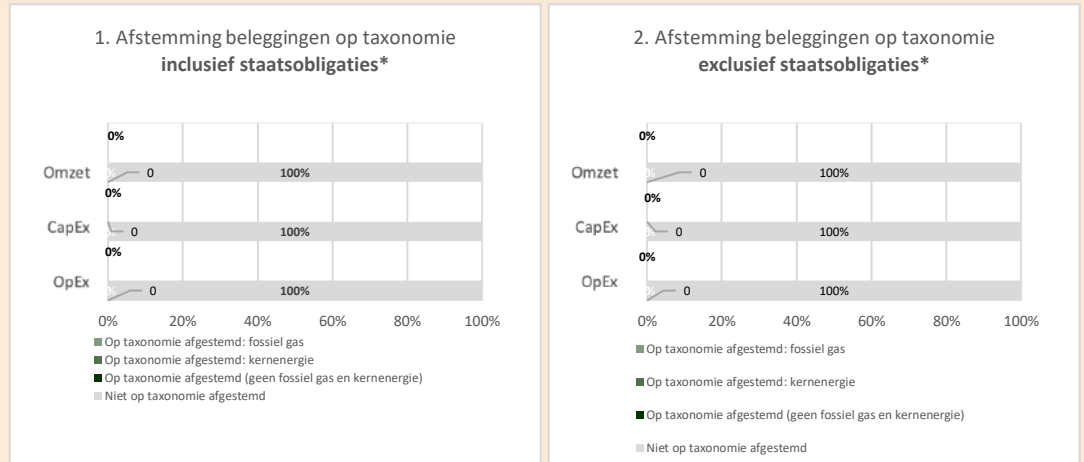 1. Afstemming beleggingen op taxonomie
inclusief staatsobligaties*
0%
Omzet 0% 0 100%
0%
CapEx 0 100%
0%
OpEx 0% 0 100%
0% 20% 40% 60% 80% 100%
Op taxonomie afgestemd: fossiel gas
Op taxonomie afgestemd: kernenergie
Op taxonomie afgestemd (geen fossiel gas en kernenergie)
Niet op taxonomie afgestemd
2. Afstemming beleggingen op taxonomie
exclusief staatsobligaties*
0%
Omzet 0% 0 100%
0%
CapEx 0 100%
0%
OpEx 0% 0 100%
0% 20% 40% 60% 80% 100%
Op taxonomie afgestemd: fossiel gas
Op taxonomie afgestemd: kernenergie
Op taxonomie afgestemd (geen fossiel gas en kernenergie)
Niet op taxonomie afgestemd